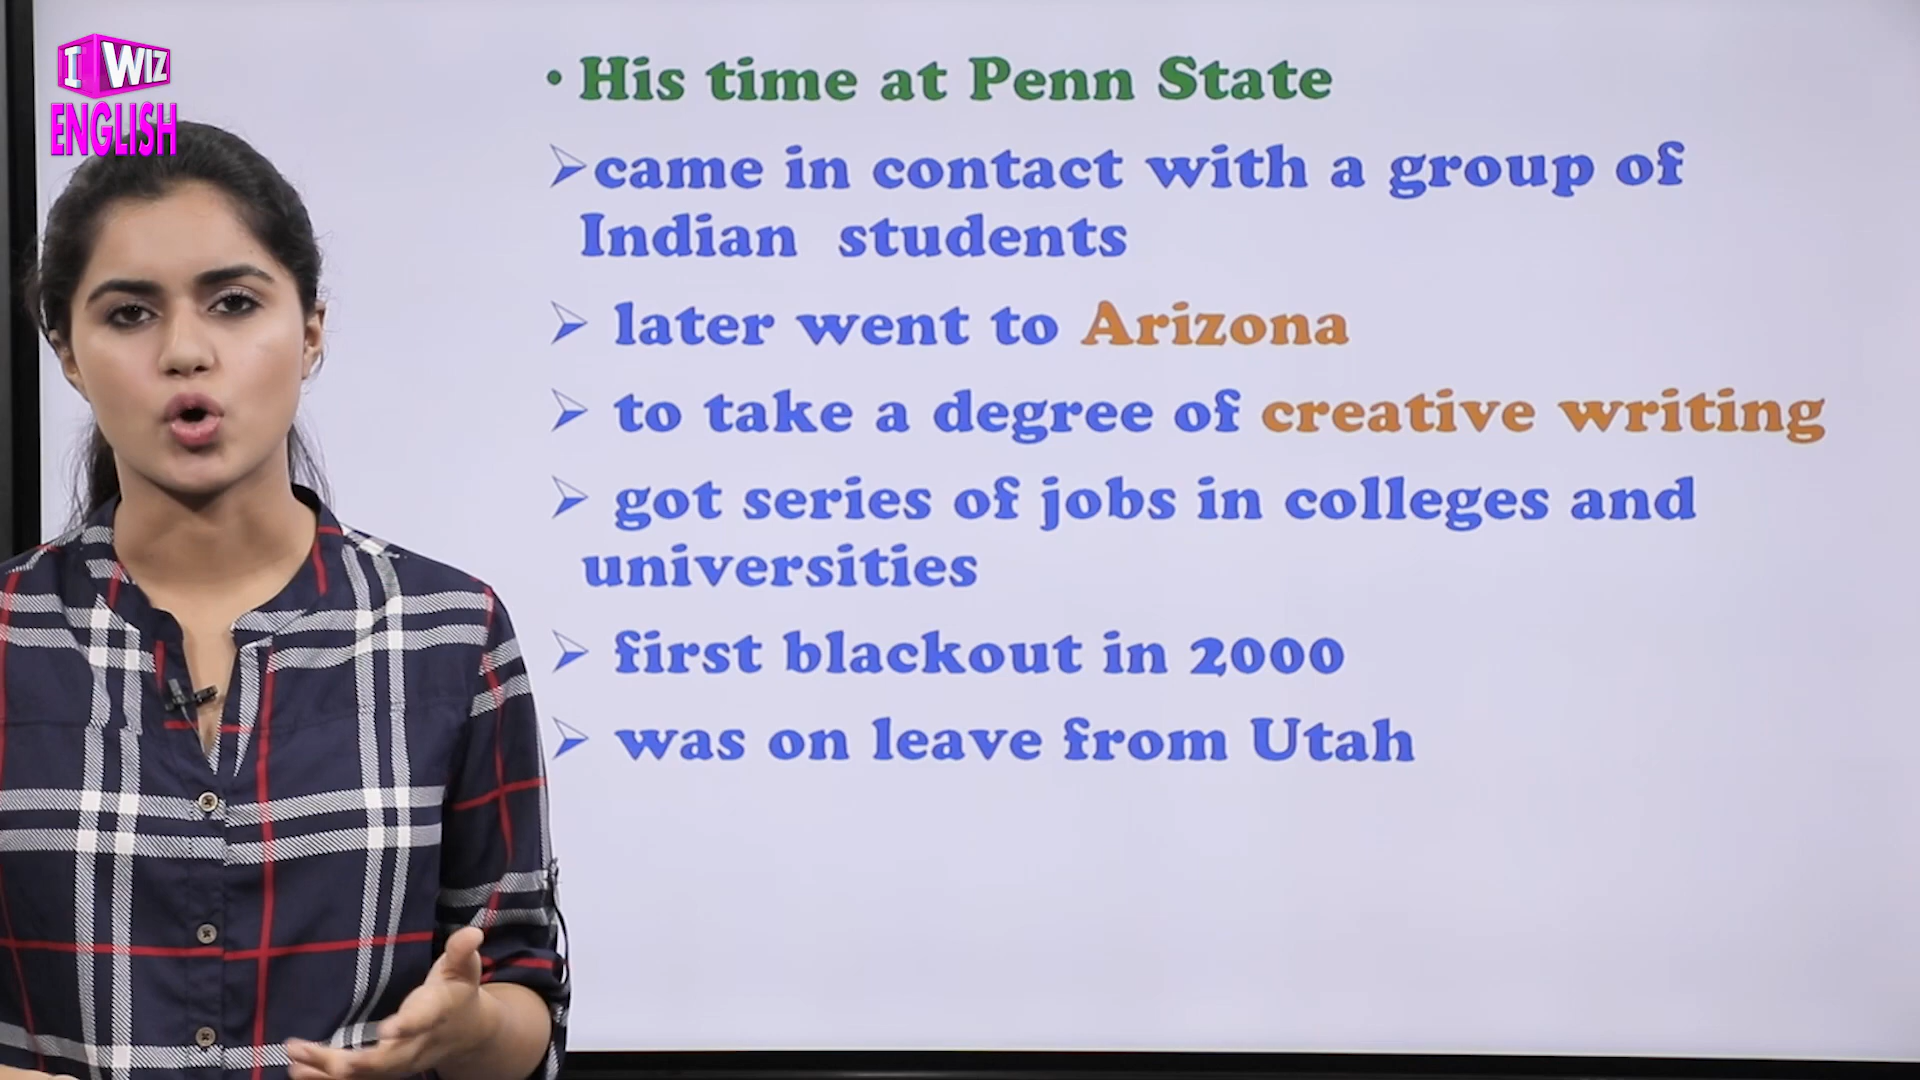 I WIZ
ENGLISH
• His time at Penn State
➢came in contact with a group of
Indian students
➢ later went to Arizona
➢ to take a degree of creative writing
➢ got series of jobs in colleges and
universities
➢ first blackout in 2000
➢ was on leave from Utah